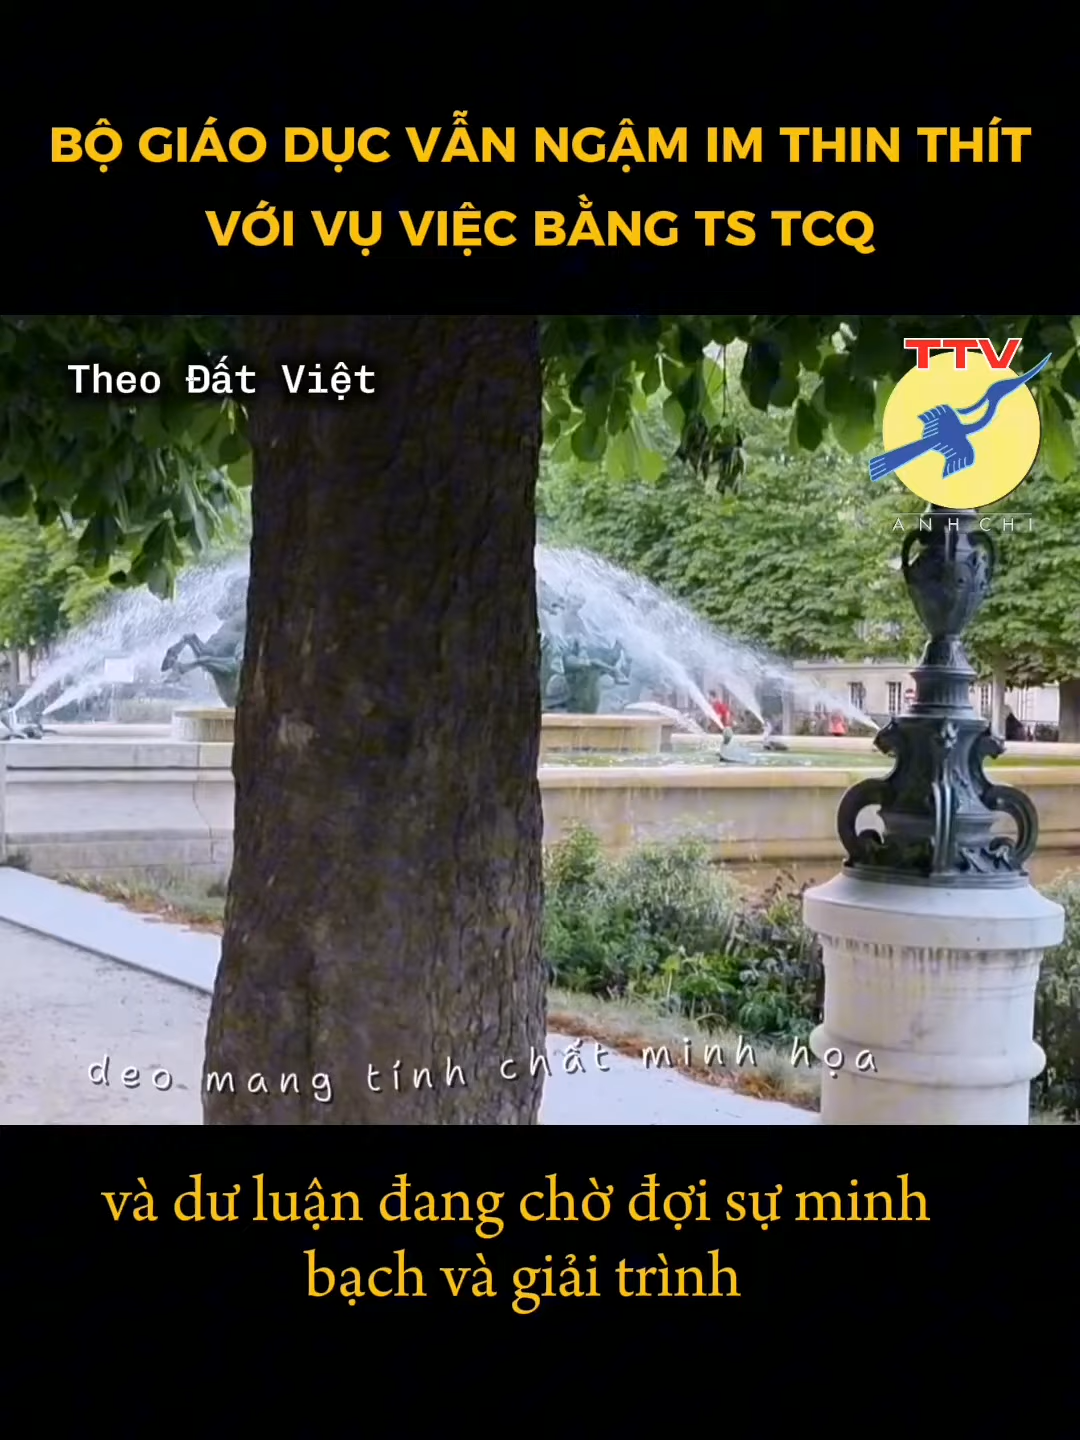 BỘ GIÁO DỤC VẪN NGẬM IM THIN THÍT
VỚI VỤ VIỆC BẰNG TS TCQ
Theo Đất Việt
TTV
ANH CHI
deo mang tính chất minh họa
và dư luận đang chờ đợi sự minh
bạch và giải trình